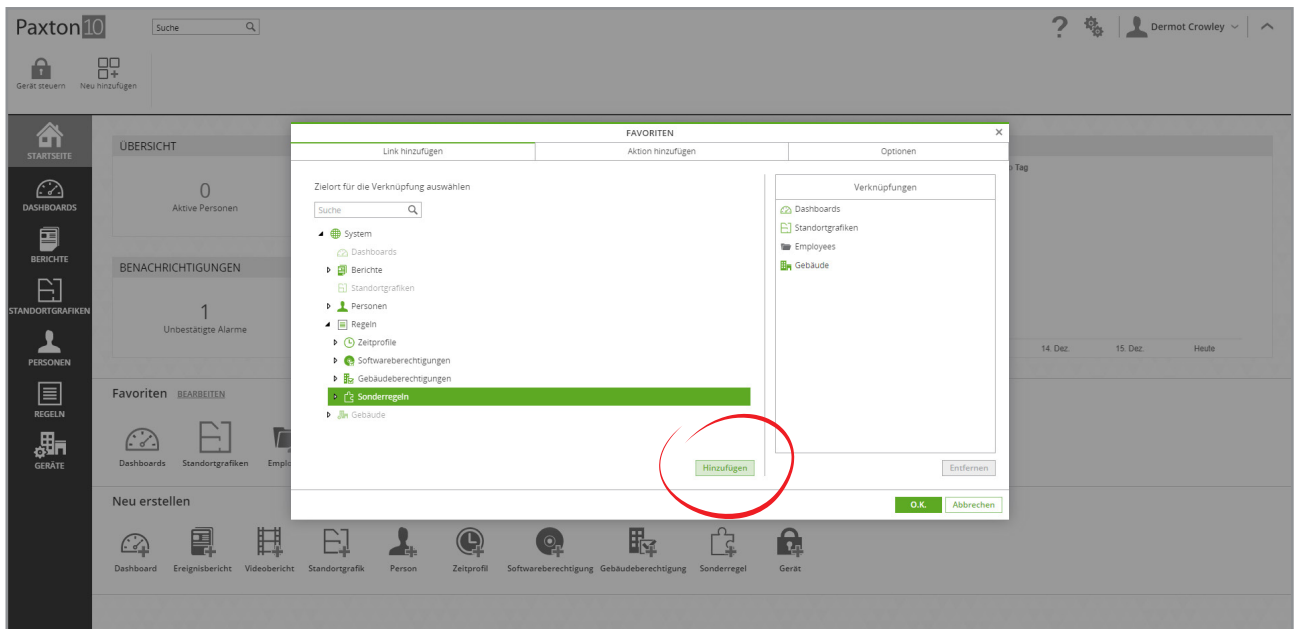 Paxton10
Suche
Dermot Crowley
Gerät steuern
Neu hinzufügen
STARTSEITE
DASHBOARDS
BERICHTE
STANDORTGRAFIKEN
PERSONEN
REGELN
GERÄTE
ÜBERSICHT
0
Aktive Personen
BENACHRICHTIGUNGEN
1
Unbestätigte Alarme
Tag
14. Dez.
15. Dez.
Heute
FAVORITEN
Link hinzufügen
Aktion hinzufügen
Optionen
Zielort für die Verknüpfung auswählen
Suche
System
Dashboards
Berichte
Standortgrafiken
Personen
Regeln
Zeitprofile
Softwareberechtigungen
Gebäudeberechtigungen
Sonderregeln
Gebäude
Hinzufügen
Verknüpfungen
Dashboards
Standortgrafiken
Employees
Gebäude
Entfernen
O.K.
Abbrechen
Favoriten BEARBEITEN
Dashboards
Standortgrafiken
Neu erstellen
Dashboard
Ereignisbericht
Videobericht
Standortgrafik
Person
Zeitprofil
Softwareberechtigung
Gebäudeberechtigung
Sonderregel
Gerät